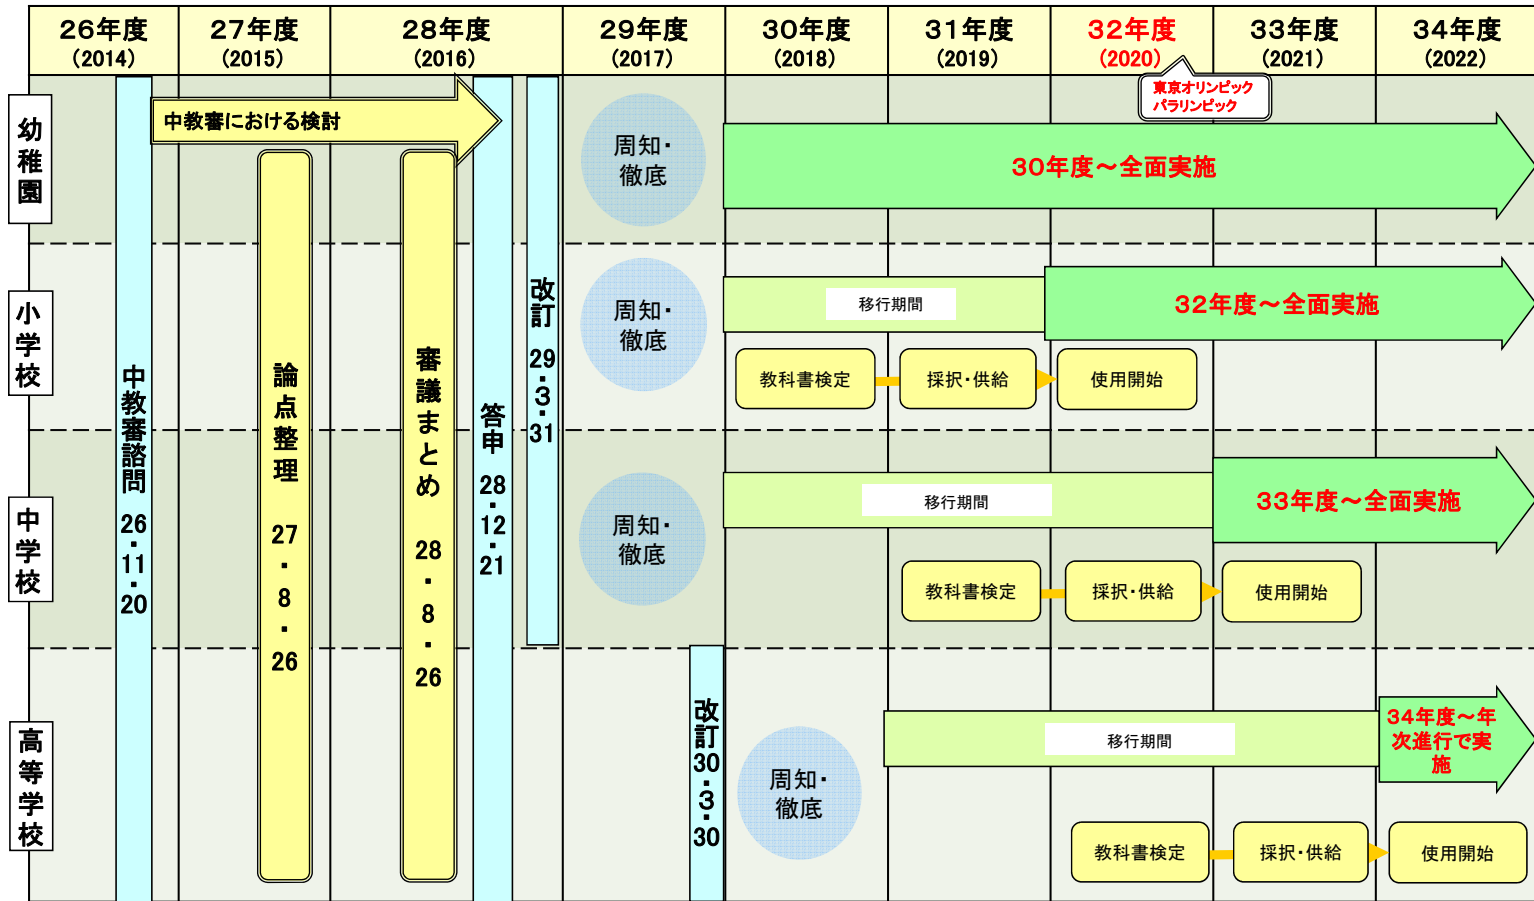 26年度
(2014)
27年度
(2015)
28年度
(2016)
29年度
(2017)
30年度
(2018)
31年度
(2019)
32年度
(2020)
33年度
(2021)
34年度
(2022)
東京オリンピック
パラリンピック
幼稚園
中教審における検討
周知・
徹底
30年度～全面実施
小学校
周知・
徹底
移行期間
32年度～全面実施
教科書検定
採択・供給
使用開始
中教審諮問 26・11・20
論点整理 27・8・26
審議まとめ 28・8・26
答申 28・12・21
改訂 29・3・31
中学校
周知・
徹底
移行期間
33年度～全面実施
教科書検定
採択・供給
使用開始
高等学校
改訂 30・3・30
周知・
徹底
移行期間
34年度～年
次進行で実
施
教科書検定
採択・供給
使用開始